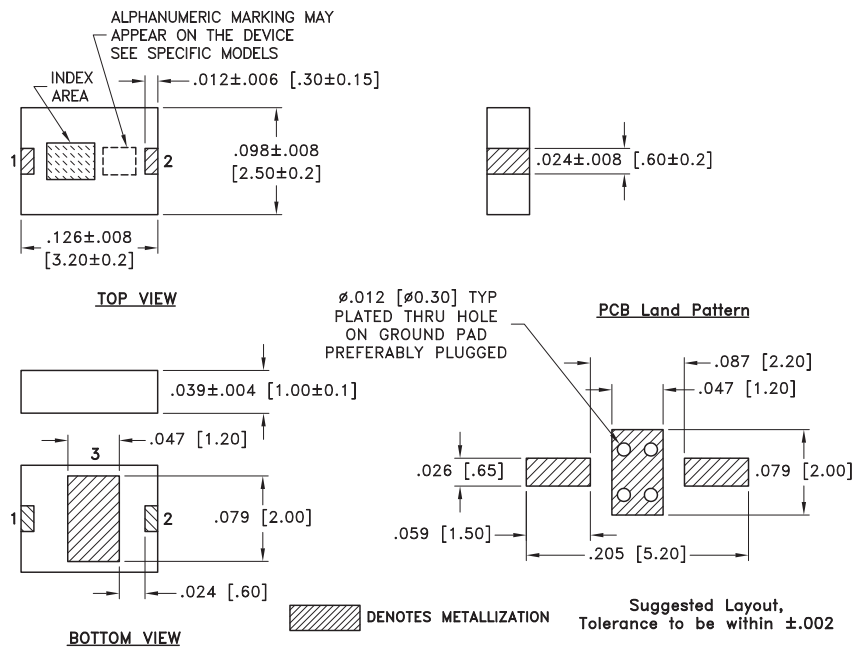 ALPHANUMERIC MARKING MAY
APPEAR ON THE DEVICE
SEE SPECIFIC MODELS
INDEX
AREA
.012±.006 [.30±0.15]
1
2
.098±.008
[2.50±0.2]
.024±.008 [.60±0.2]
.126±.008
[3.20±0.2]
TOP VIEW
ø.012 [ø0.30] TYP
PLATED THRU HOLE
ON GROUND PAD
PREFERABLY PLUGGED
PCB Land Pattern
.087 [2.20]
.047 [1.20]
.039±.004 [1.00±0.1]
.047 [1.20]
3
.026 [.65]
.079 [2.00]
1
2
.079 [2.00]
.059 [1.50]
.205 [5.20]
.024 [.60]
DENOTES METALLIZATION
Suggested Layout,
Tolerance to be within ±.002
BOTTOM VIEW